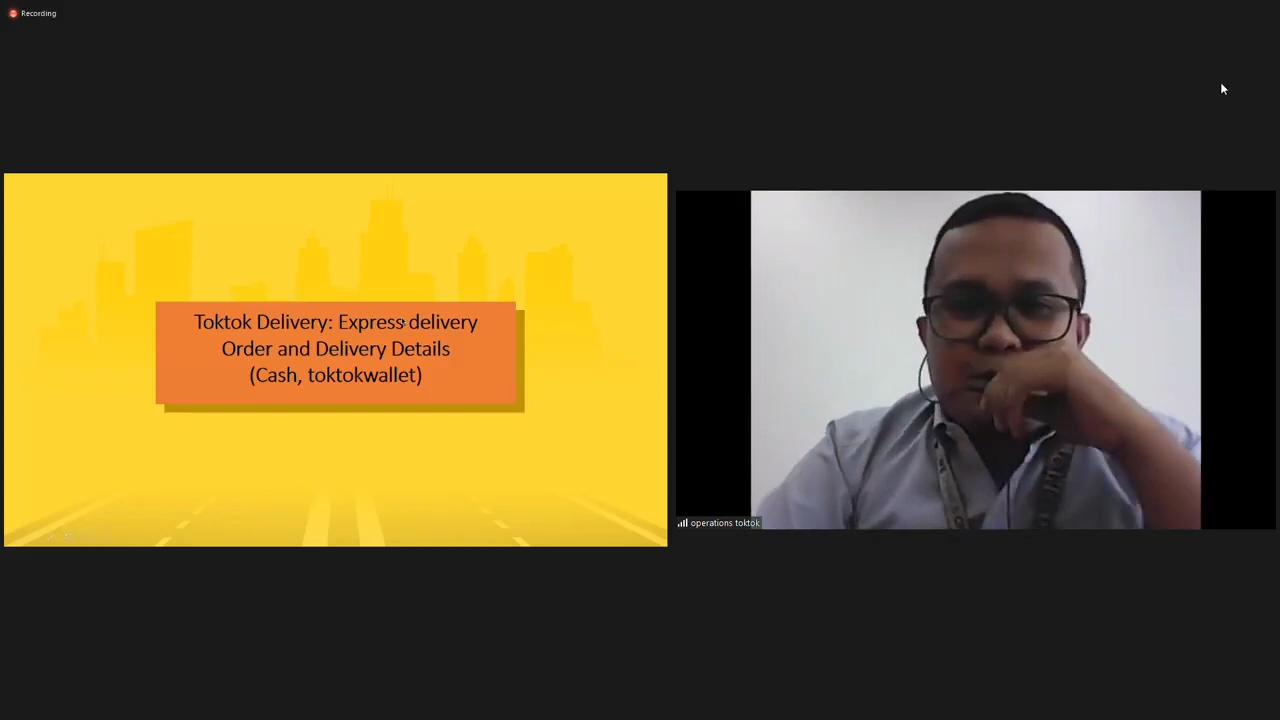 Recording
Toktok Delivery: Express delivery
Order and Delivery Details
(Cash, toktokwallet)
operations toktok